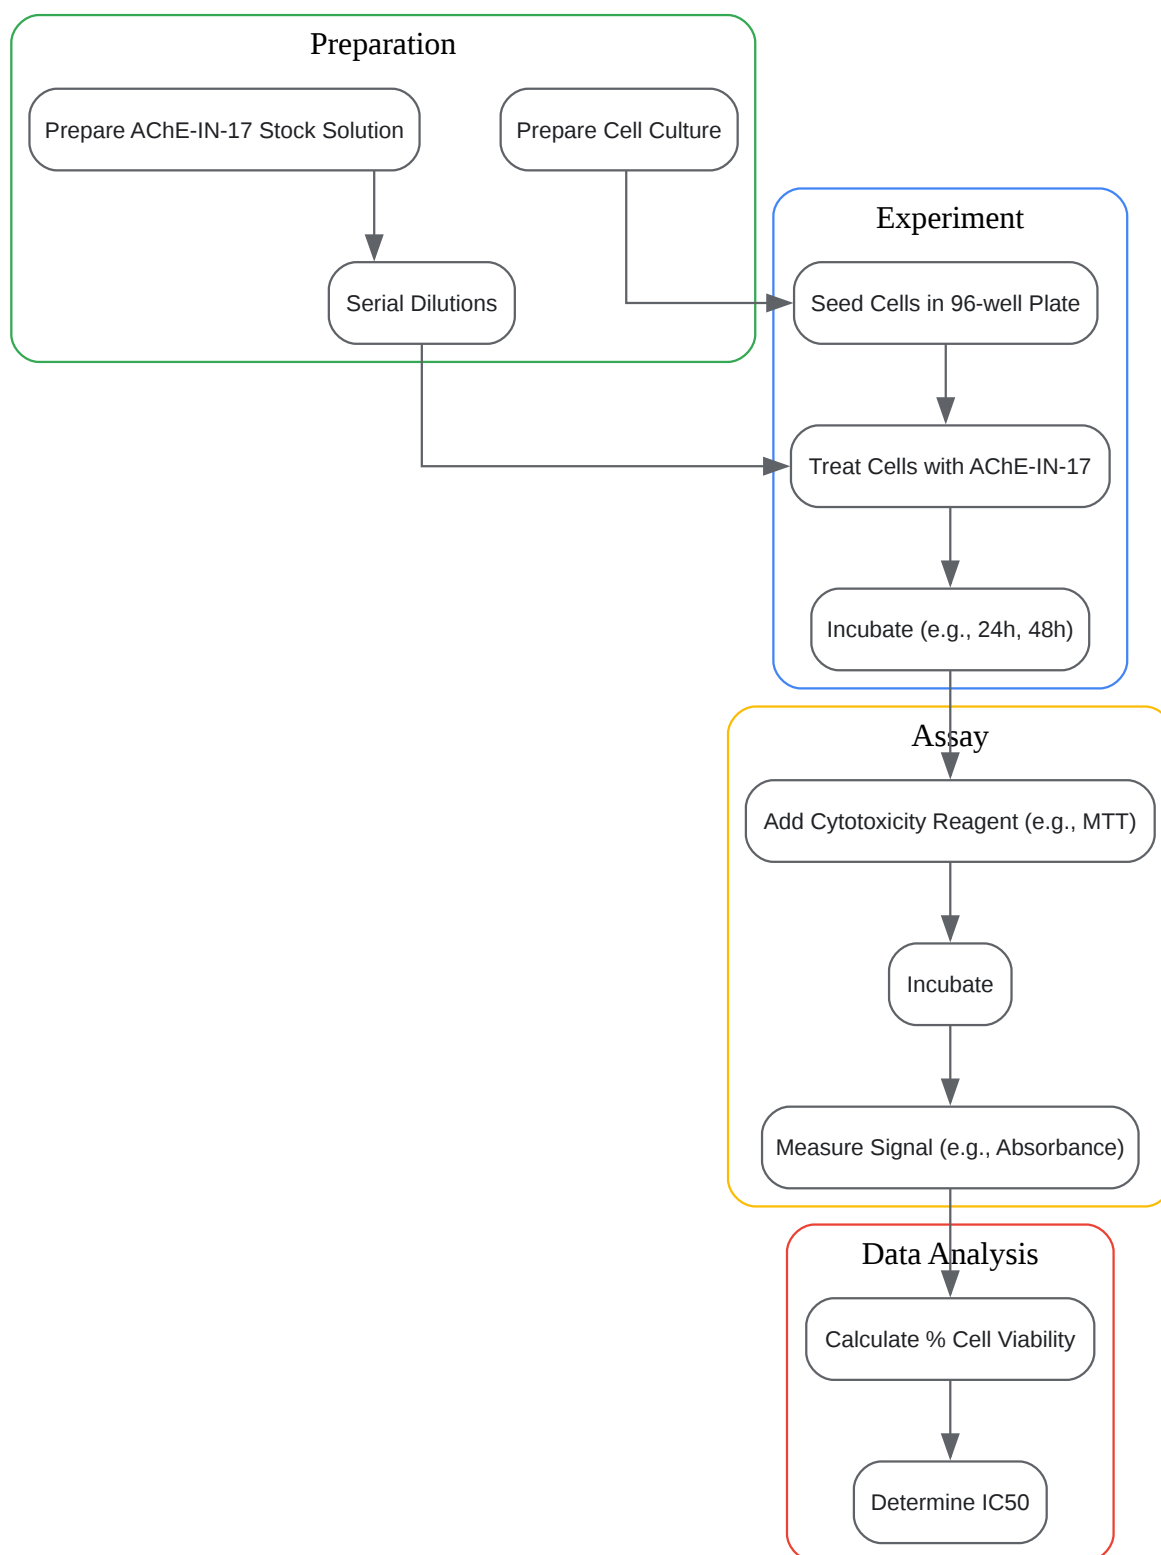 Preparation
Prepare AChE-IN-17 Stock Solution
Prepare Cell Culture
Serial Dilutions
Experiment
Seed Cells in 96-well Plate
Treat Cells with AChE-IN-17
Incubate (e.g., 24h, 48h)
Assay
Add Cytotoxicity Reagent (e.g., MTT)
Incubate
Measure Signal (e.g., Absorbance)
Data Analysis
Calculate % Cell Viability
Determine IC50